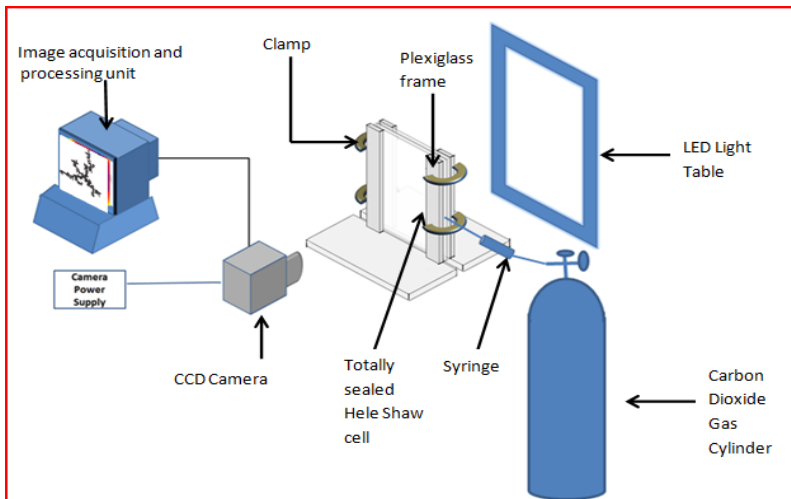 Image acquisition and
processing unit
Clamp
Plexiglass
frame
LED Light
Table
Camera
Power
Supply
CCD Camera
Totally
sealed
Hele Shaw
cell
Syringe
Carbon
Dioxide
Gas
Cylinder